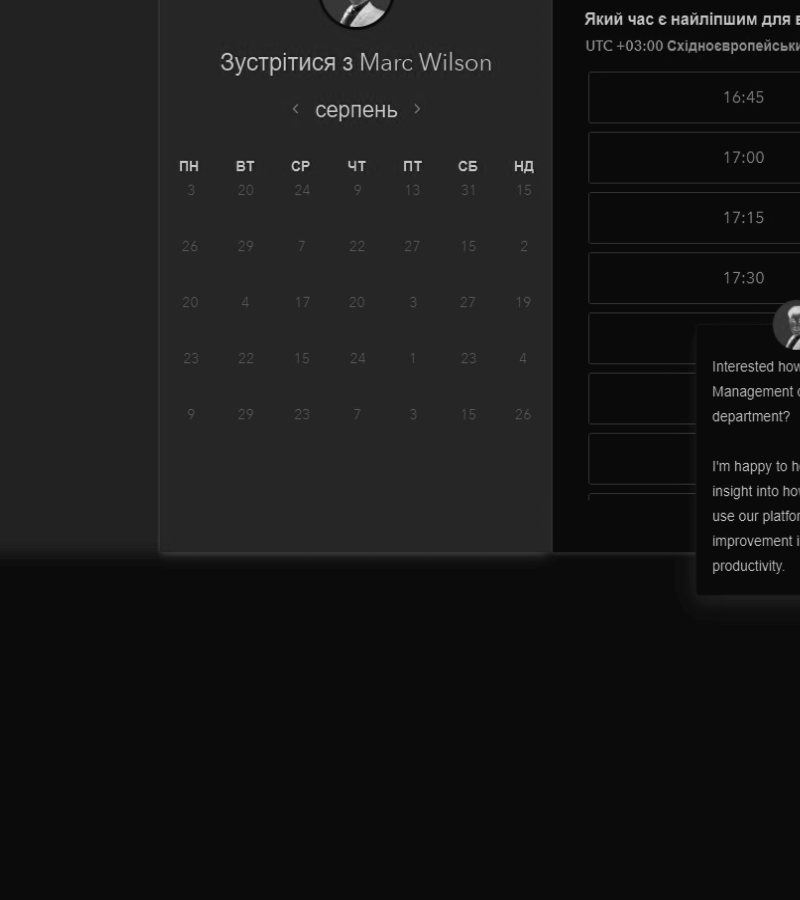 Зустрітися з Marc Wilson
серпень
ПН ВТ СР ЧТ ПТ СБ НД
3 20 24 9 13 31 15
26 29 7 22 27 15 2
20 4 17 20 3 27 19
23 22 15 24 1 23 4
9 29 23 7 3 15 26
Який час є найліпшим для
UTC +03:00
16:45
17:00
17:15
17:30
Interested how
Management
department?
I'm happy to
insight into how
use our
improvement
productivity.